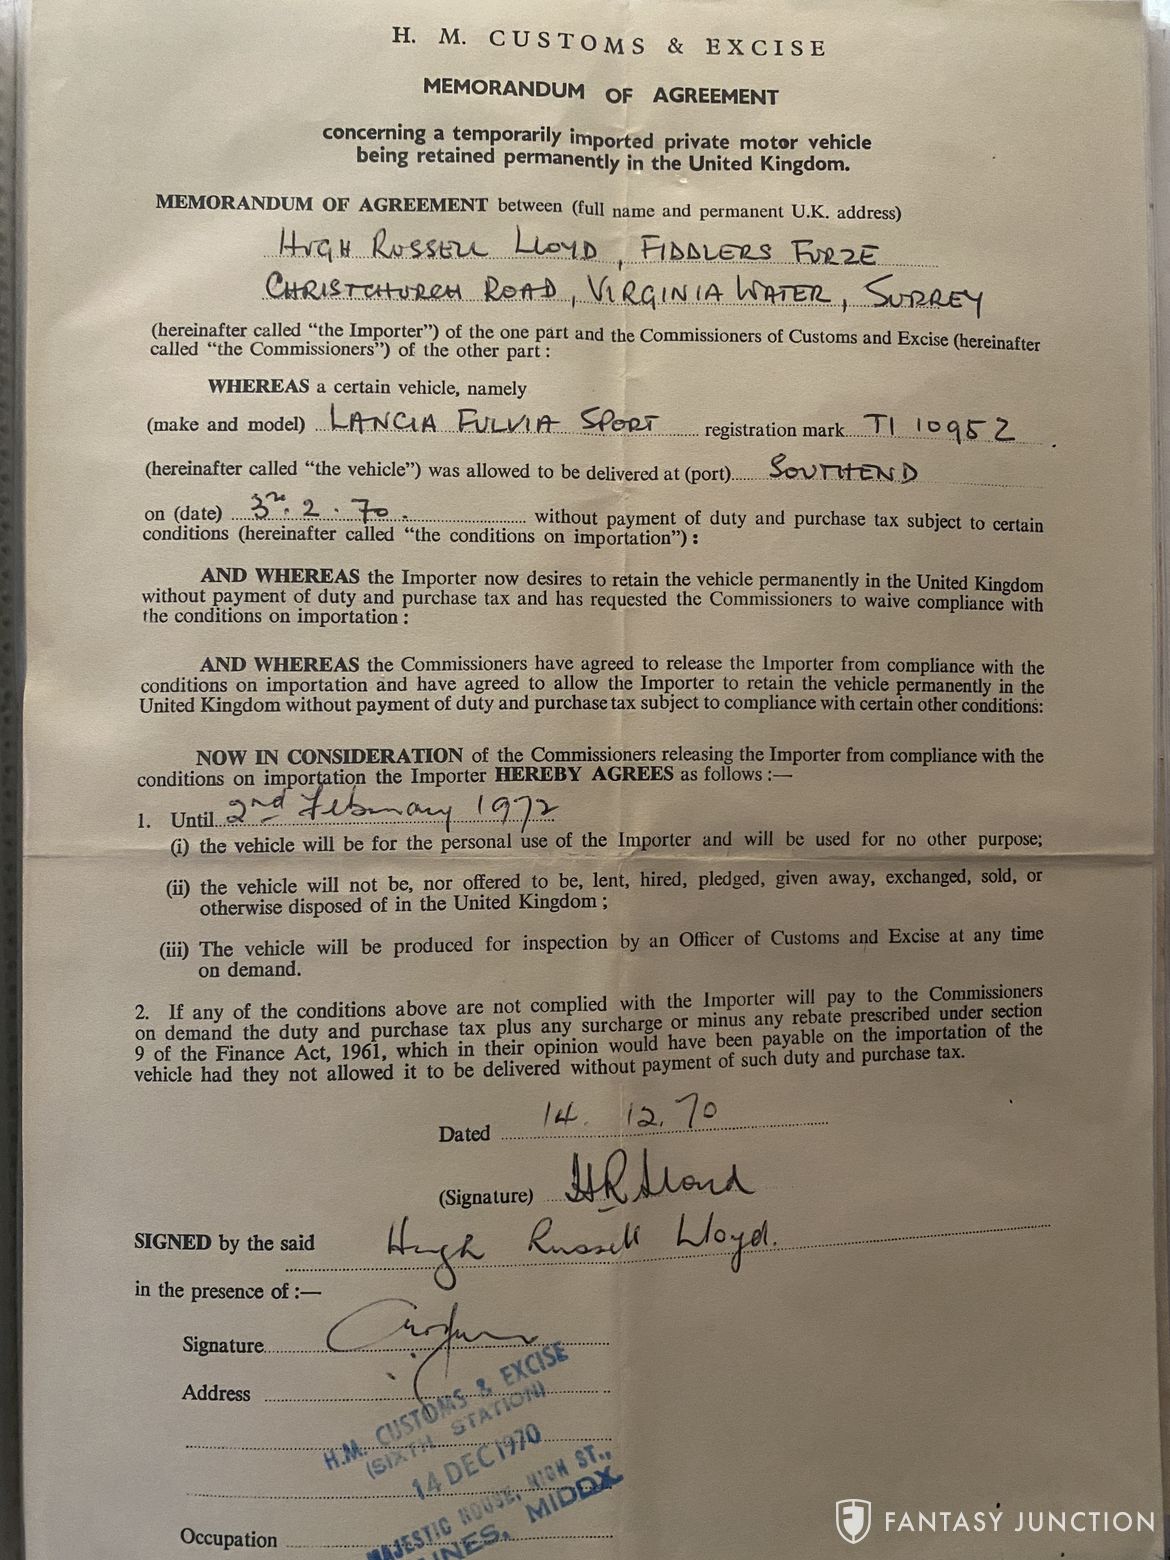 H. M. CUSTOMS & EXCISE
MEMORANDUM OF AGREEMENT
concerning a temporarily imported private motor vehicle
being retained permanently in the United Kingdom.
MEMORANDUM OF AGREEMENT between (full name and permanent U.K. address)
HUGH RUSSELL LLOYD, FIDDLERS FURZE
CHRISTCHURCH ROAD, VIRGINIA WATER, SURREY
(hereinafter called "the Importer") of the one part and the Commissioners of Customs and Excise (hereinafter
called "the Commissioners") of the other part :
WHEREAS a certain vehicle, namely
(make and model) LANCIA FULVIA SPORT registration mark TI 10952
(hereinafter called "the vehicle") was allowed to be delivered at (port) SOUTHEND
on (date) 3. 2. 70. without payment of duty and purchase tax subject to certain
conditions (hereinafter called "the conditions on importation") :
AND WHEREAS the Importer now desires to retain the vehicle permanently in the United Kingdom
without payment of duty and purchase tax and has requested the Commissioners to waive compliance with
the conditions on importation :
AND WHEREAS the Commissioners have agreed to release the Importer from compliance with the
conditions on importation and have agreed to allow the Importer to retain the vehicle permanently in the
United Kingdom without payment of duty and purchase tax subject to compliance with certain other conditions:
NOW IN CONSIDERATION of the Commissioners releasing the Importer from compliance with the
conditions on importation the Importer HEREBY AGREES as follows :—
1. Until 2nd February 1972
(i) the vehicle will be for the personal use of the Importer and will be used for no other purpose;
(ii) the vehicle will not be, nor offered to be, lent, hired, pledged, given away, exchanged, sold, or
otherwise disposed of in the United Kingdom ;
(iii) The vehicle will be produced for inspection by an Officer of Customs and Excise at any time
on demand.
2. If any of the conditions above are not complied with the Importer will pay to the Commissioners
on demand the duty and purchase tax plus any surcharge or minus any rebate prescribed under section
9 of the Finance Act, 1961, which in their opinion would have been payable on the importation of the
vehicle had they not allowed it to be delivered without payment of such duty and purchase tax.
Dated 14. 12. 70
(Signature) HR Lloyd
SIGNED by the said Hugh Russell Lloyd.
in the presence of :—
Signature
Address
H.M. CUSTOMS & EXCISE
(SIXTH STATION)
14 DEC 1970
MAJESTIC HOUSE, HIGH ST.,
MIDDX
Occupation
FANTASY JUNCTION